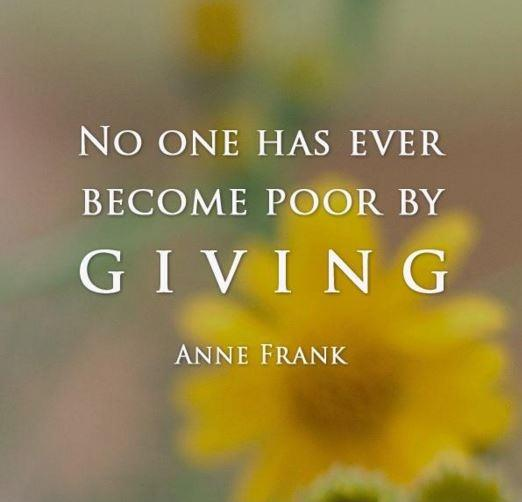 No one has ever
become poor by
GIVING
Anne Frank